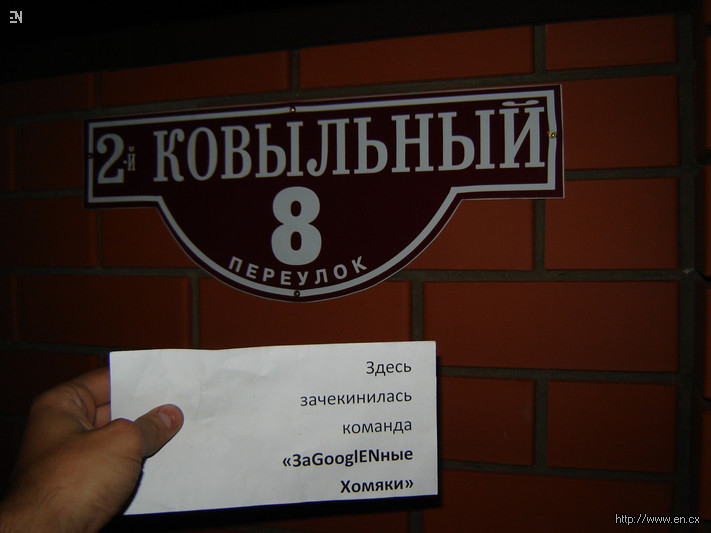 EN
2-й КОВЫЛЬНЫЙ
8
ПЕРЕУЛОК
Здесь
зачекинилась
команда
«ЗаGooglENные
Хомяки»
http://www.en.cx